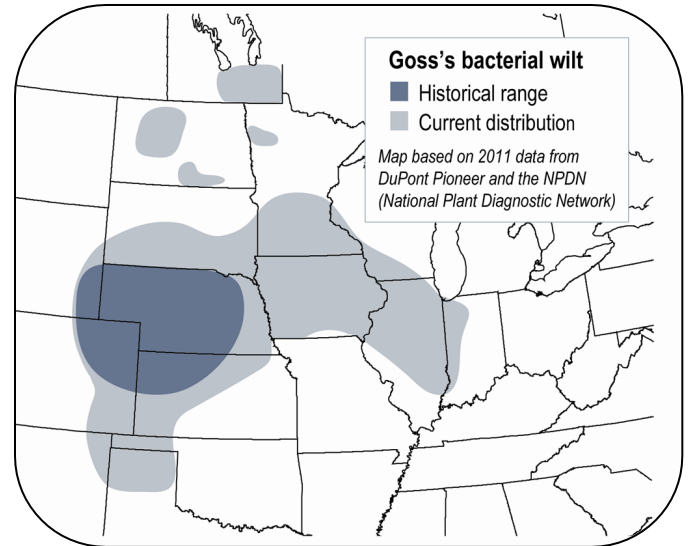 Goss's bacterial wilt
Historical range
Current distribution
Map based on 2011 data from
DuPont Pioneer and the NPDN
(National Plant Diagnostic Network)